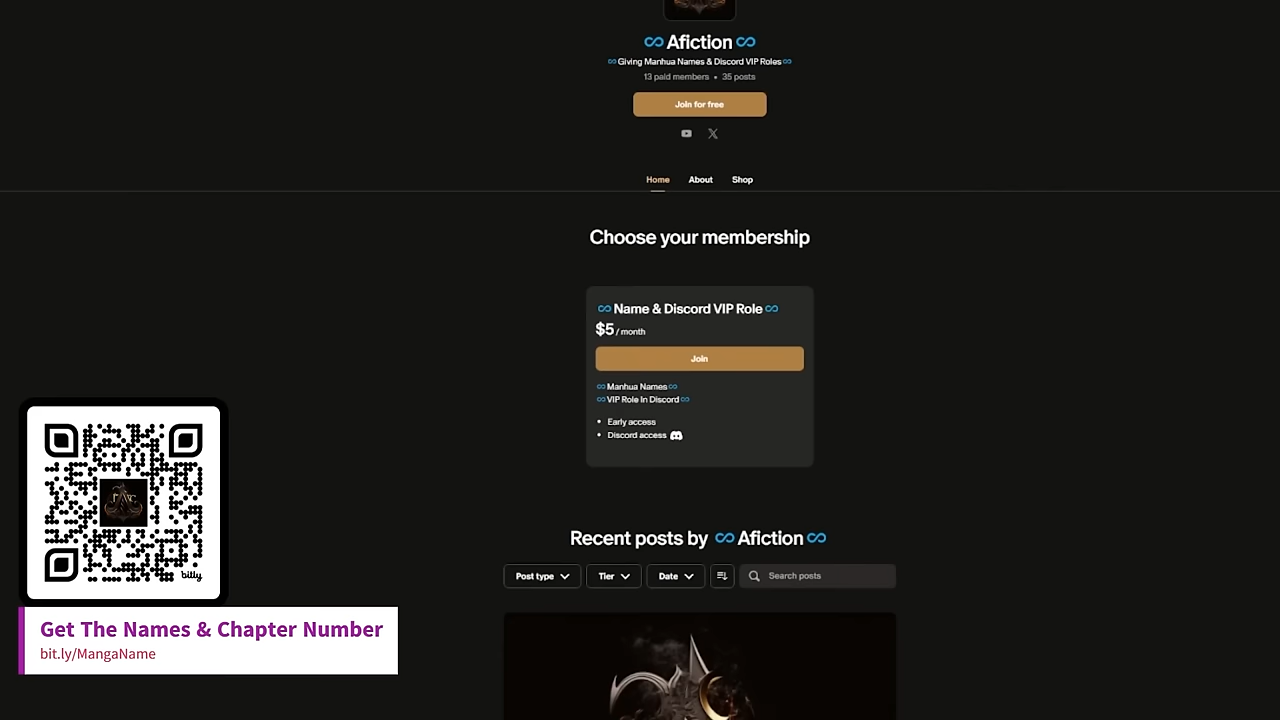 ∞ Afiction ∞
∞ Giving Manhua Names & Discord VIP Roles ∞
13 paid members • 35 posts
Join for free
Home About Shop
Choose your membership
∞ Name & Discord VIP Role ∞
$5 / month
Join
∞ Manhua Names ∞
∞ VIP Role In Discord ∞
• Early access
• Discord access
Recent posts by ∞ Afiction ∞
Post type Tier Date Search posts
bitly
Get The Names & Chapter Number
bit.ly/MangaName